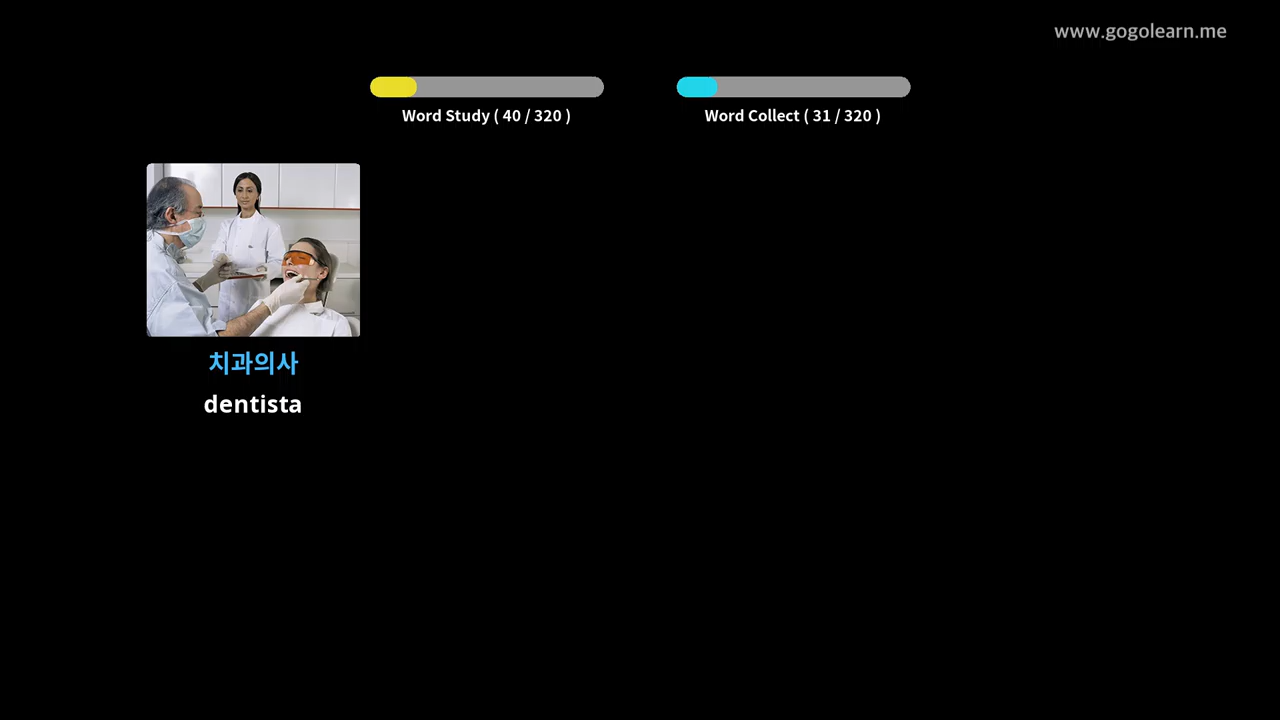 www.gogolearn.me
Word Study ( 40 / 320 )
Word Collect ( 31 / 320 )
치과의사
dentista